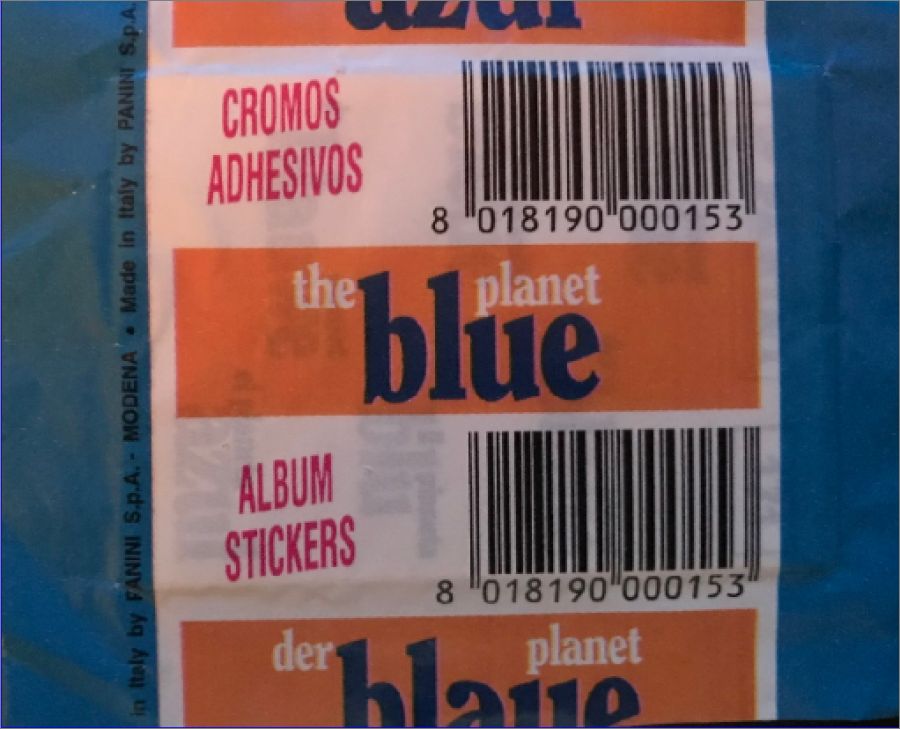 azul
CROMOS
ADHESIVOS
8 018190 000153
the blue planet
ALBUM
STICKERS
8 018190 000153
der blaue planet
in Italy by PANINI S.p.A. - MODENA • Made in Italy by PANINI S.p.A.